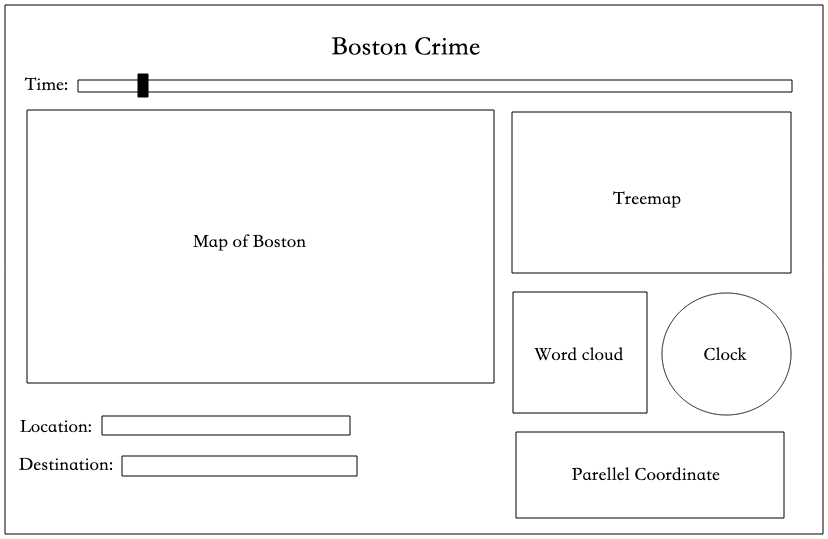 Boston Crime
Time:
Map of Boston
Treemap
Word cloud
Clock
Location:
Destination:
Parellel Coordinate